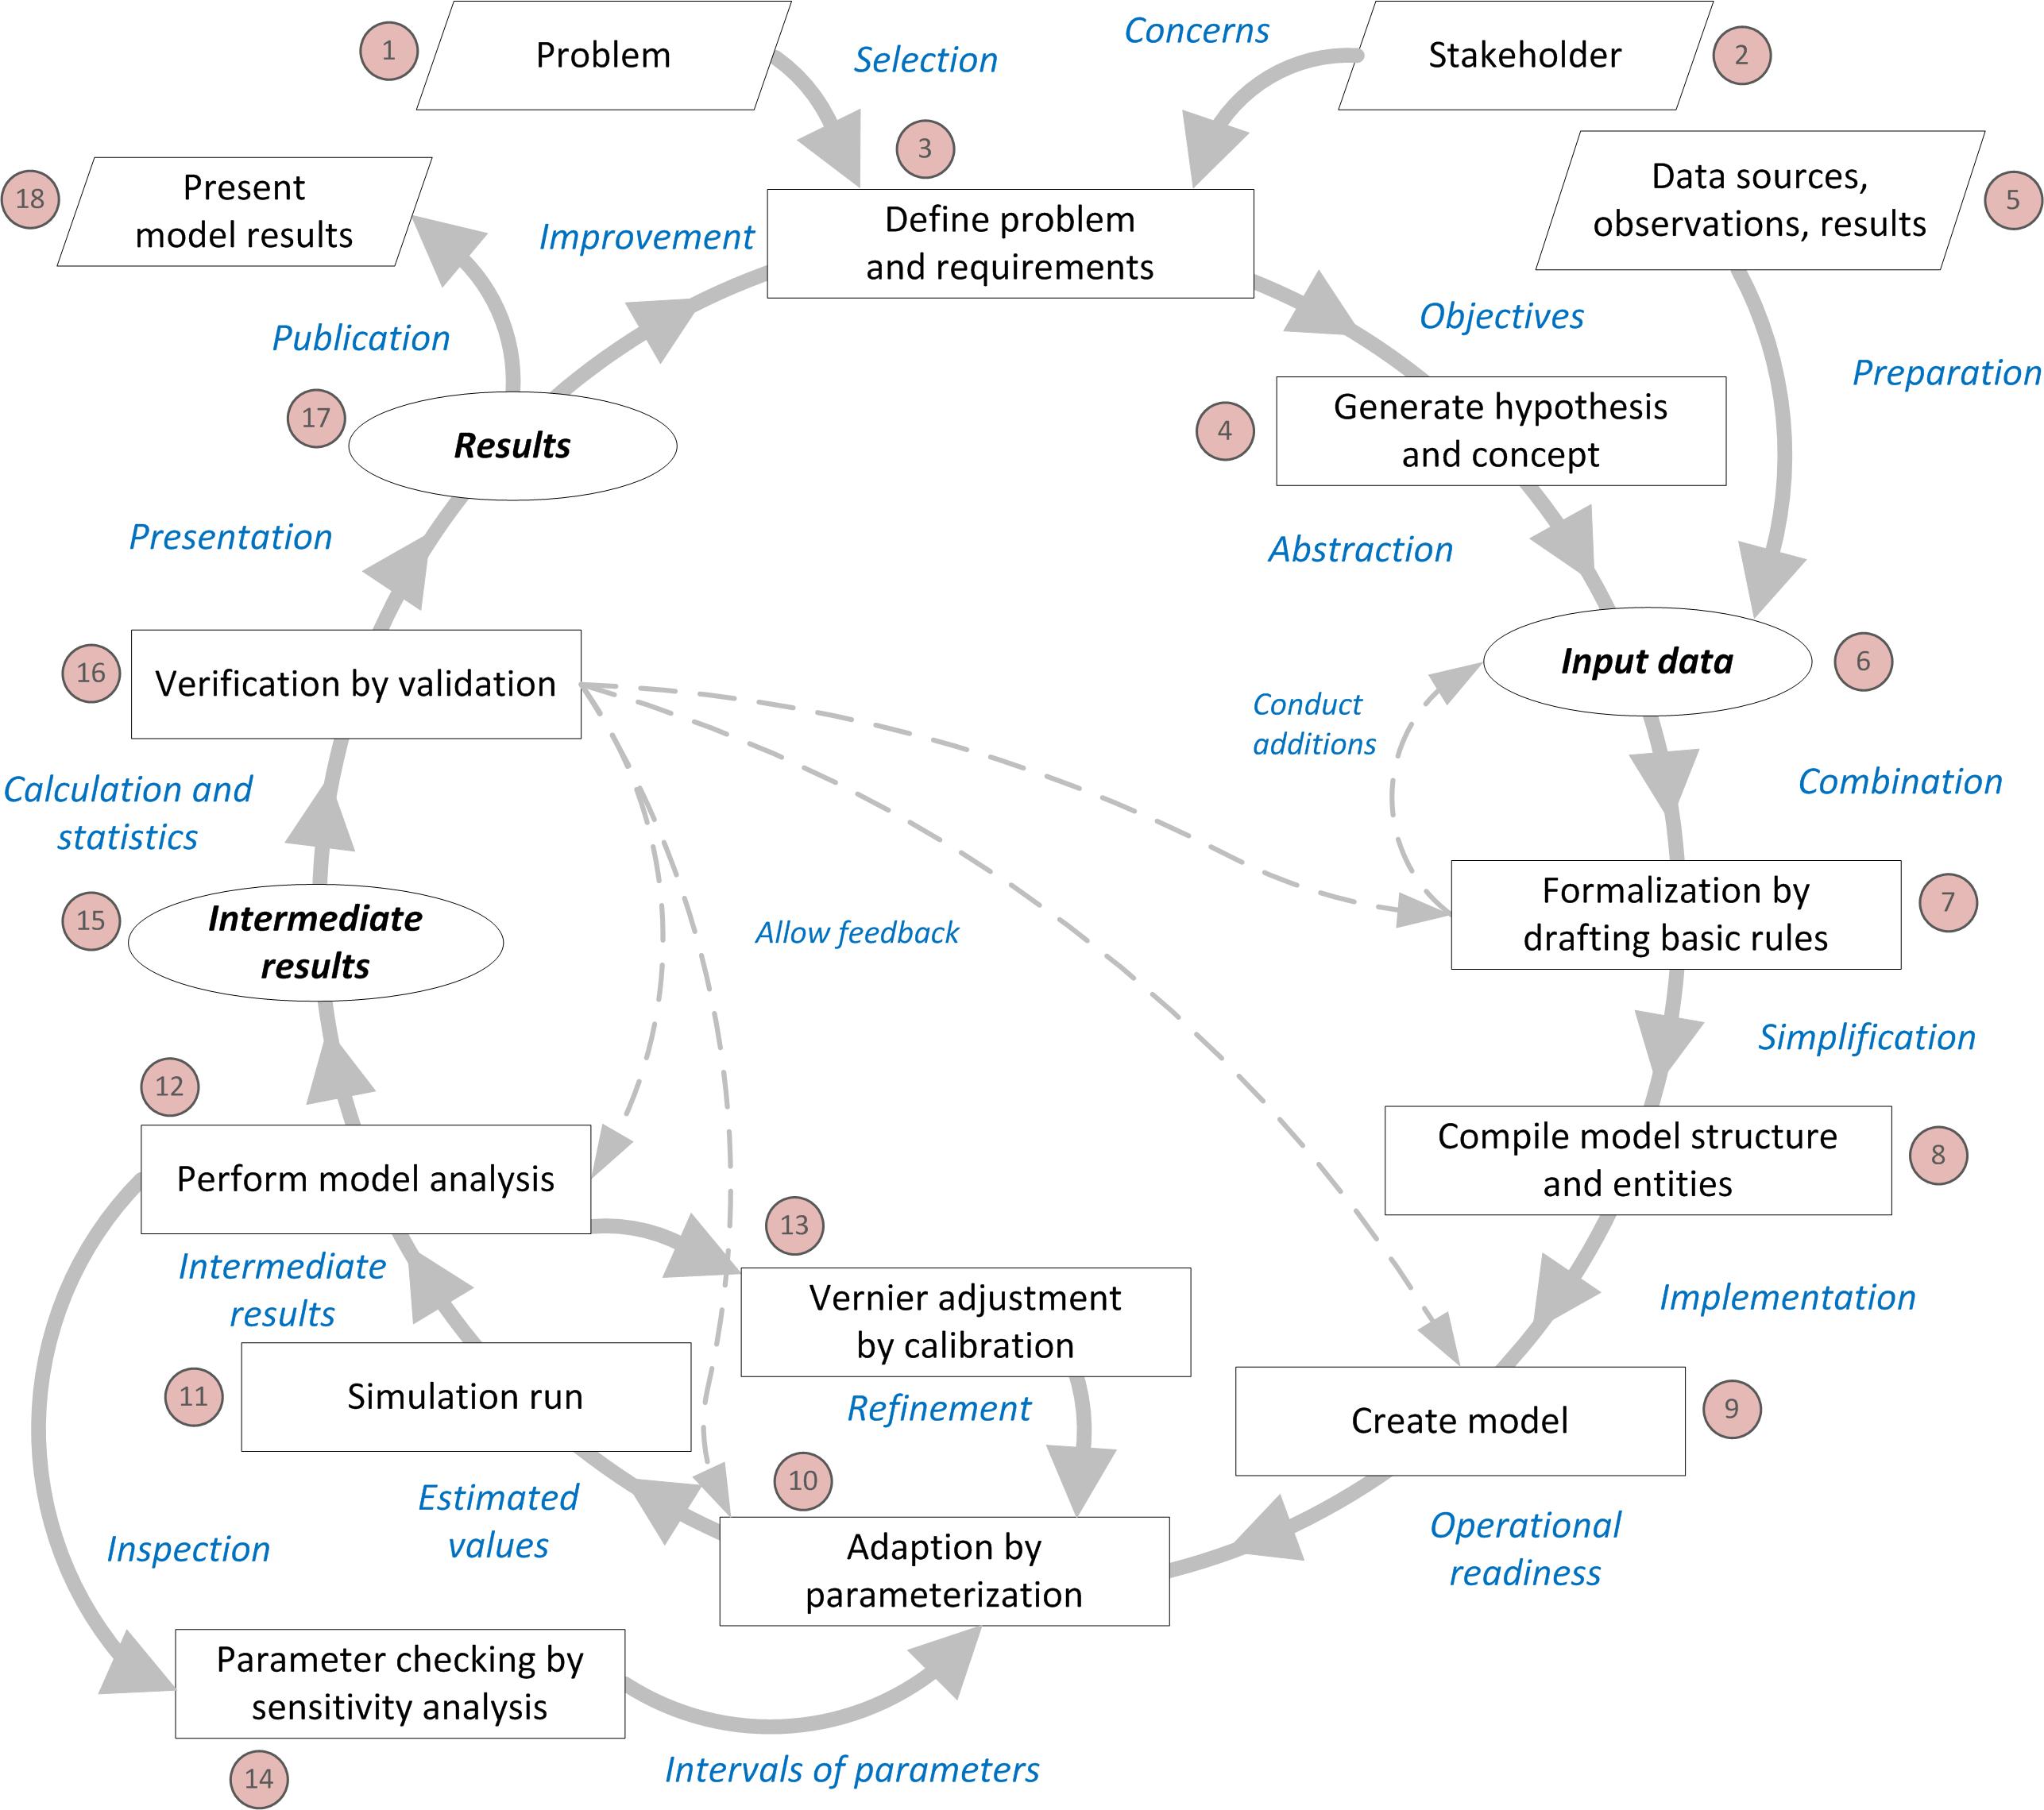 1
Problem
Selection
Concerns
Stakeholder
2
3
Define problem
and requirements
18
Present
model results
Improvement
Data sources,
observations, results
5
Publication
Objectives
Preparation
17
Results
4
Generate hypothesis
and concept
Presentation
Abstraction
16
Verification by validation
Input data
6
Conduct
additions
Calculation and
statistics
Combination
15
Intermediate
results
Allow feedback
Formalization by
drafting basic rules
7
Simplification
12
Perform model analysis
Compile model structure
and entities
8
13
Intermediate
results
Vernier adjustment
by calibration
Implementation
11
Simulation run
Refinement
Create model
9
Estimated
values
10
Operational
readiness
Inspection
Adaption by
parameterization
Parameter checking by
sensitivity analysis
14
Intervals of parameters